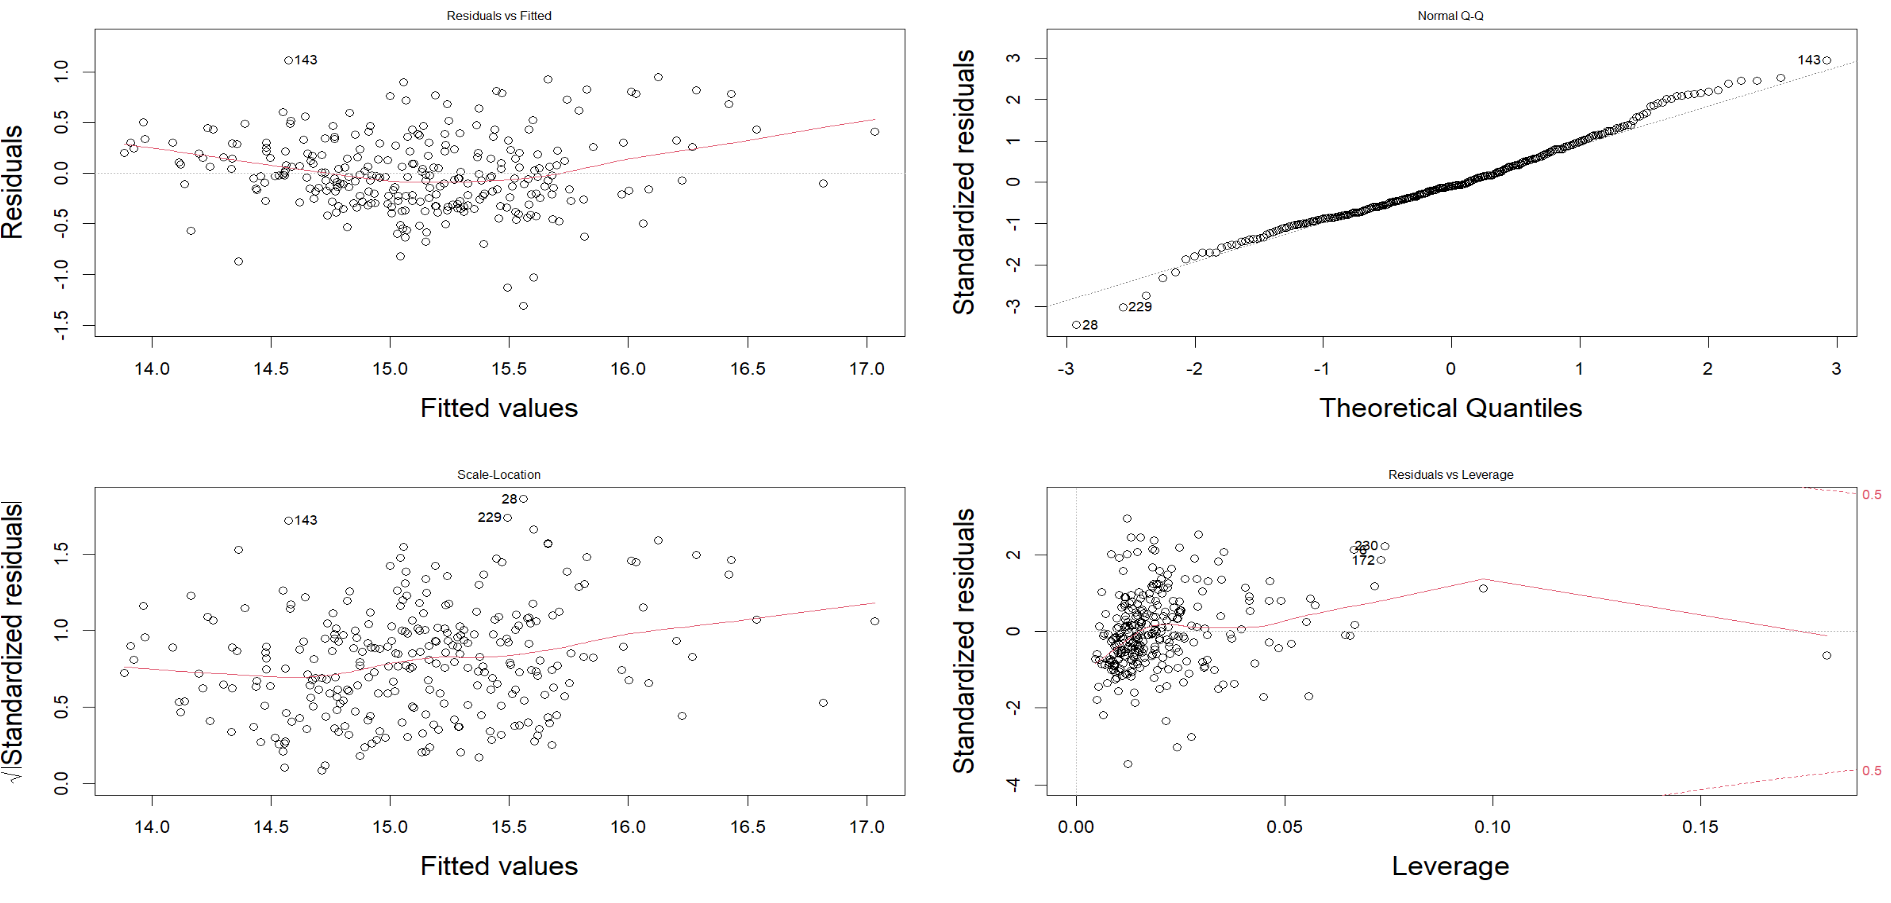 Residuals vs Fitted
Residuals
1.0
0.5
0.0
-0.5
-1.0
-1.5
143
14.0 14.5 15.0 15.5 16.0 16.5 17.0
Fitted values
Normal Q-Q
Standardized residuals
3
2
1
0
-1
-2
-3
143
229
28
-3 -2 -1 0 1 2 3
Theoretical Quantiles
Scale-Location
√|Standardized residuals|
1.5
1.0
0.5
0.0
28
229
143
14.0 14.5 15.0 15.5 16.0 16.5 17.0
Fitted values
Residuals vs Leverage
Standardized residuals
2
0
-2
-4
0.5
230
172
0.5
0.00 0.05 0.10 0.15
Leverage